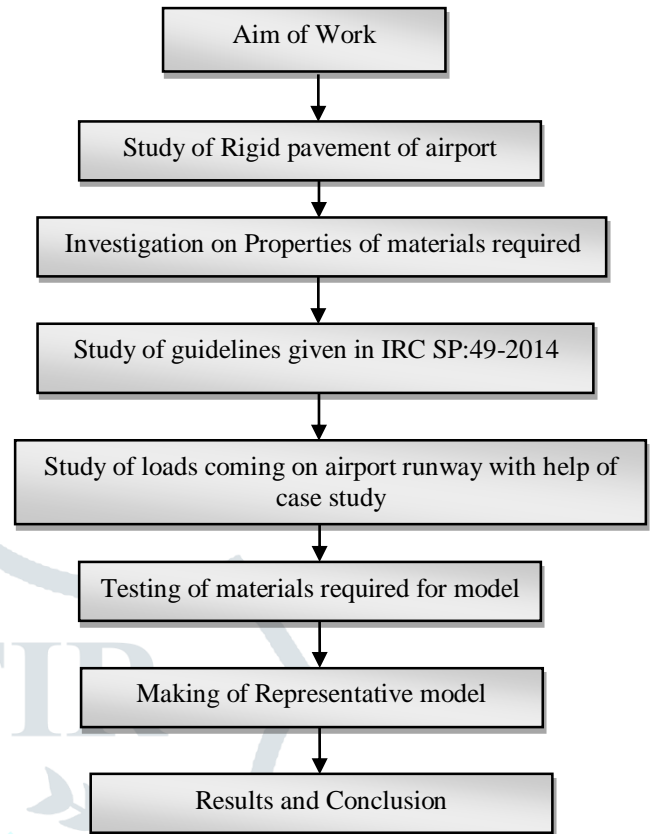 Aim of Work
Study of Rigid pavement of airport
Investigation on Properties of materials required
Study of guidelines given in IRC SP:49-2014
Study of loads coming on airport runway with help of
case study
Testing of materials required for model
TIR
Making of Representative model
Results and Conclusion